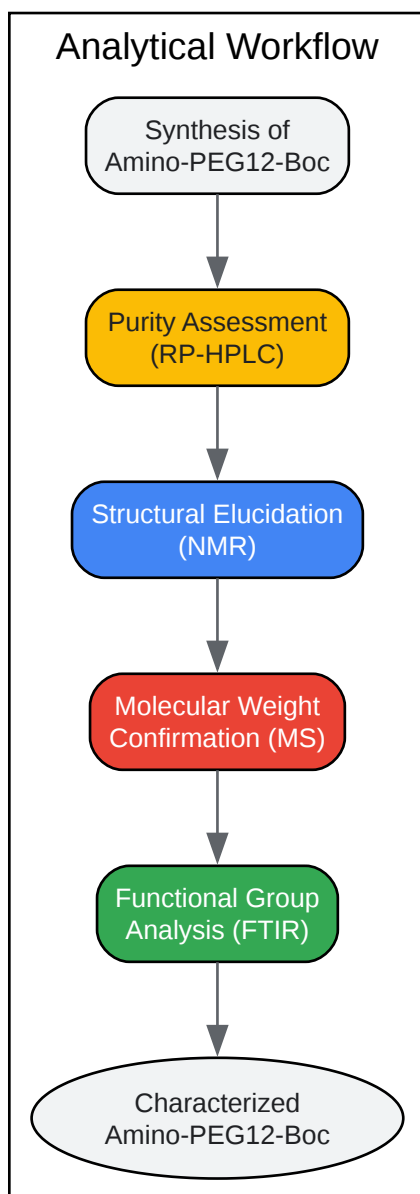 Analytical Workflow
Synthesis of
Amino-PEG12-Boc
Purity Assessment
(RP-HPLC)
Structural Elucidation
(NMR)
Molecular Weight
Confirmation (MS)
Functional Group
Analysis (FTIR)
Characterized
Amino-PEG12-Boc